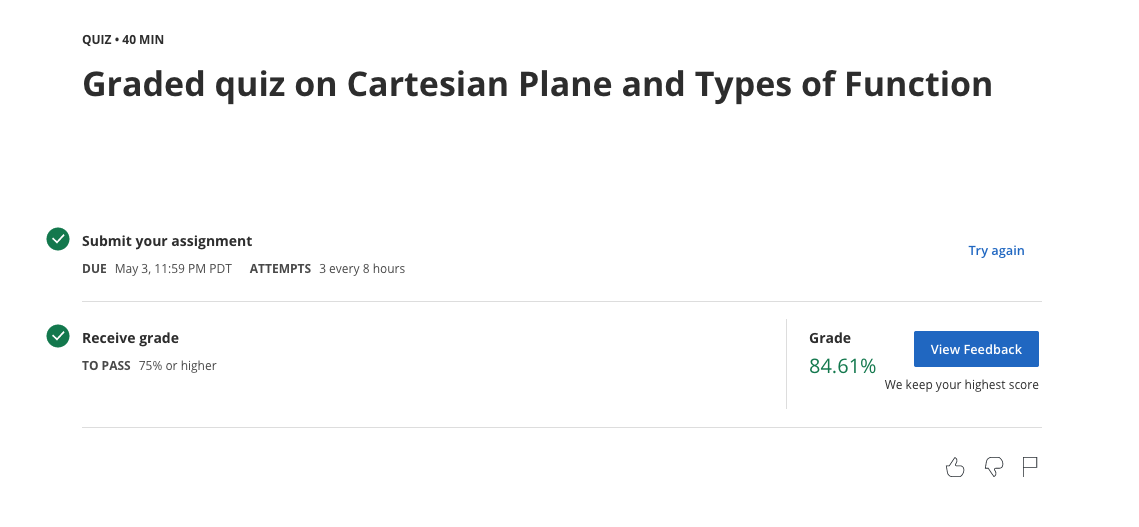 QUIZ • 40 MIN
Graded quiz on Cartesian Plane and Types of Function
Submit your assignment
DUE May 3, 11:59 PM PDT ATTEMPTS 3 every 8 hours
Try again
Receive grade
TO PASS 75% or higher
Grade
84.61%
View Feedback
We keep your highest score